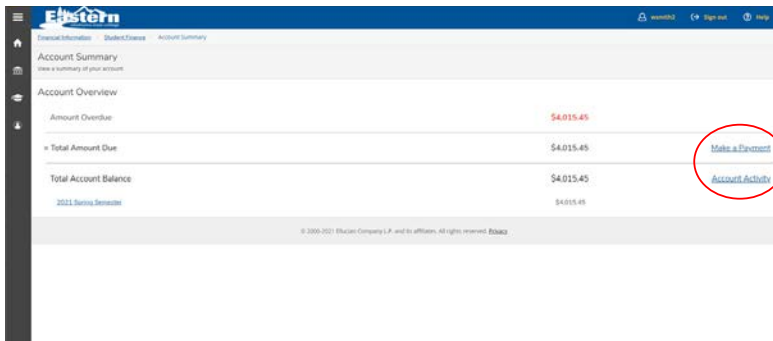 Eastern
wsmith2 Sign out Help
Financial Information Student Finance Account Summary
Account Summary
View a summary of your account
Account Overview
Amount Overdue $4,015.45
= Total Amount Due $4,015.45 Make a Payment
Total Account Balance $4,015.45 Account Activity
2021 Spring Semester $4,015.45
© 2000-2021 Ellucian Company L.P. and its affiliates. All rights reserved. Privacy